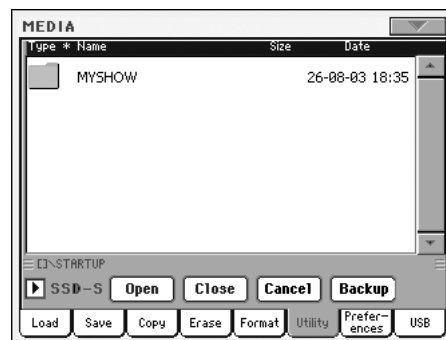 MEDIA
Type * Name Size Date
MYSHOW 26-08-03 18:35
[]\STARTUP
SSD-S Open Close Cancel Backup
Load Save Copy Erase Format Utility Prefer-ences USB